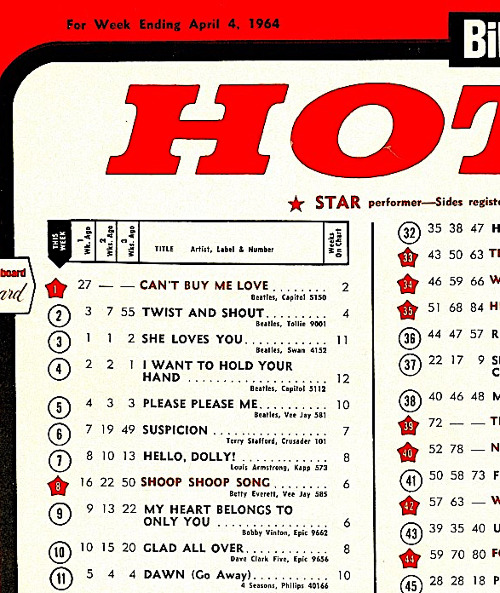 For Week Ending April 4, 1964
Bil
HOT
★ STAR performer—Sides registe
board
ard
THIS WEEK 1 Wk. Ago 2 Wks. Ago 3 Wks. Ago TITLE Artist, Label & Number Weeks On Chart
1 27 — — CAN'T BUY ME LOVE . . . . . . . . 2
Beatles, Capitol 5150
2 3 7 55 TWIST AND SHOUT . . . . . . . . 4
Beatles, Tollie 9001
3 1 1 2 SHE LOVES YOU . . . . . . . . 11
Beatles, Swan 4152
4 2 2 1 I WANT TO HOLD YOUR
HAND . . . . . . . . 12
Beatles, Capitol 5112
5 4 3 3 PLEASE PLEASE ME . . . . . . . . 10
Beatles, Vee Jay 581
6 7 19 49 SUSPICION . . . . . . . . 7
Terry Stafford, Crusader 101
7 8 10 13 HELLO, DOLLY! . . . . . . . . 8
Louis Armstrong, Kapp 573
8 16 22 50 SHOOP SHOOP SONG . . . . . . . . 6
Betty Everett, Vee Jay 585
9 9 13 22 MY HEART BELONGS TO
ONLY YOU . . . . . . . . 6
Bobby Vinton, Epic 9662
10 10 15 20 GLAD ALL OVER . . . . . . . . 8
Dave Clark Five, Epic 9656
11 5 4 4 DAWN (Go Away) . . . . . . . . 10
4 Seasons, Philips 40166
32 35 38 47 H
33 43 50 63 T
34 46 59 66 W
35 51 68 84 H
36 44 47 57 R
37 22 17 9 S
C
38 40 46 48 M
39 72 — — T
40 52 78 — N
41 50 58 73 F
42 57 63 — W
43 39 35 40 U
44 59 70 80 F
45 28 28 18 P